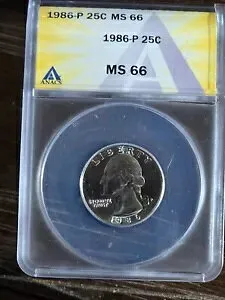 1986-P 25C MS 66
1986-P 25C
MS 66
ANACS
LIBERTY
IN GOD WE
TRUST
1986